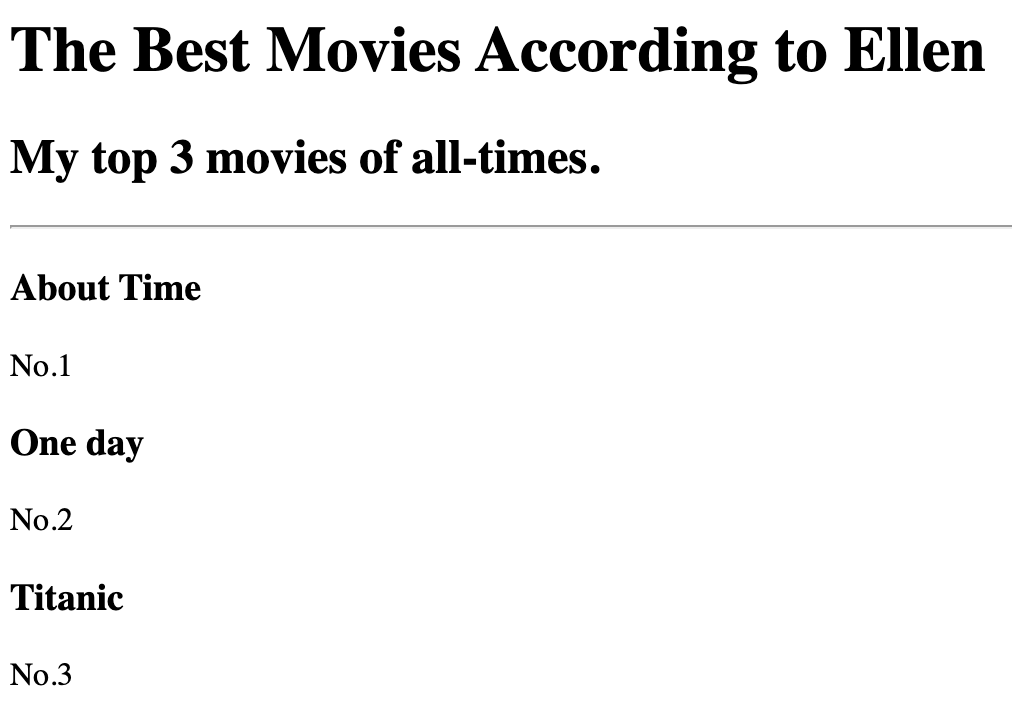 The Best Movies According to Ellen
My top 3 movies of all-times.
About Time
No.1
One day
No.2
Titanic
No.3